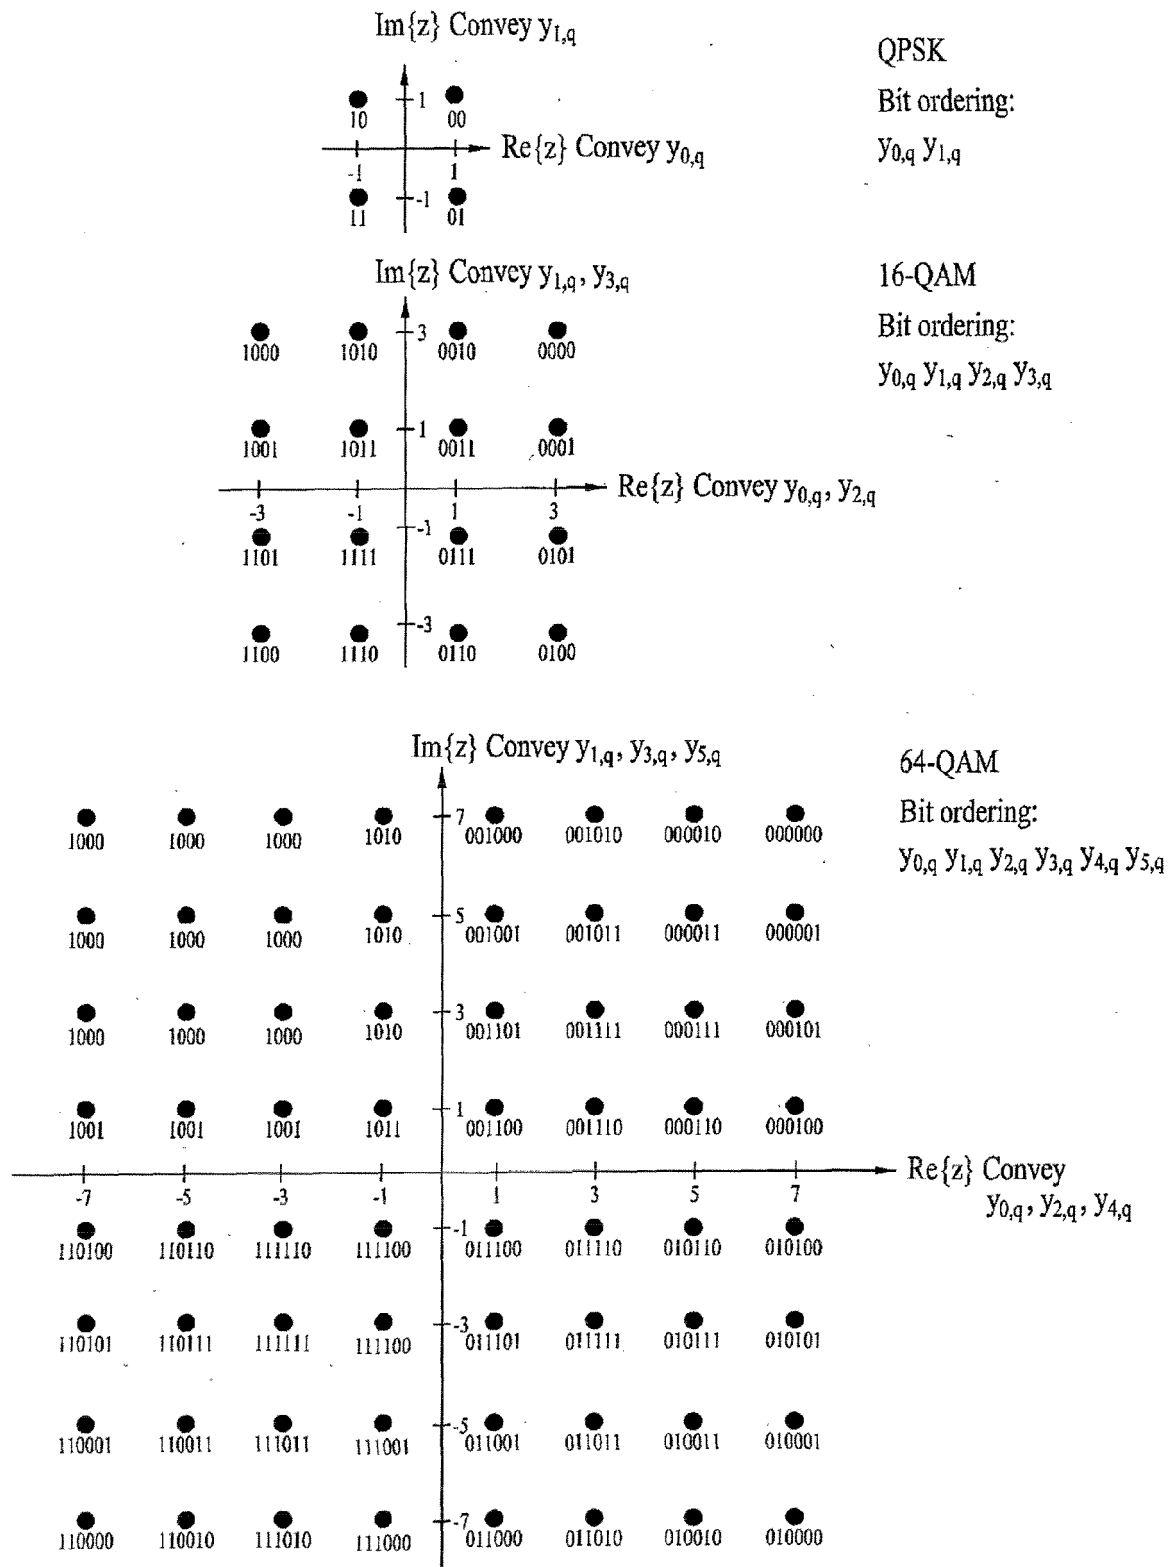 Im{z} Convey y1,q
QPSK
Bit ordering:
y0,q y1,q
1
10 00
Re{z} Convey y0,q
-1 1
-1
11 01
Im{z} Convey y1,q, y3,q
16-QAM
Bit ordering:
y0,q y1,q y2,q y3,q
3
1000 1010 0010 0000
1
1001 1011 0011 0001
Re{z} Convey y0,q, y2,q
-3 -1 1 3
-1
1101 1111 0111 0101
-3
1100 1110 0110 0100
Im{z} Convey y1,q, y3,q, y5,q
64-QAM
Bit ordering:
y0,q y1,q y2,q y3,q y4,q y5,q
7
1000 1000 1000 1010 001000 001010 000010 000000
5
1000 1000 1000 1010 001001 001011 000011 000001
3
1000 1000 1000 1010 001101 001111 000111 000101
1
1001 1001 1001 1011 001100 001110 000110 000100
Re{z} Convey
y0,q, y2,q, y4,q
-7 -5 -3 -1 1 3 5 7
-1
110100 110110 111110 111100 011100 011110 010110 010100
-3
110101 110111 111111 111100 011101 011111 010111 010101
-5
110001 110011 111011 111001 011001 011011 010011 010001
-7
110000 110010 111010 111000 011000 011010 010010 010000